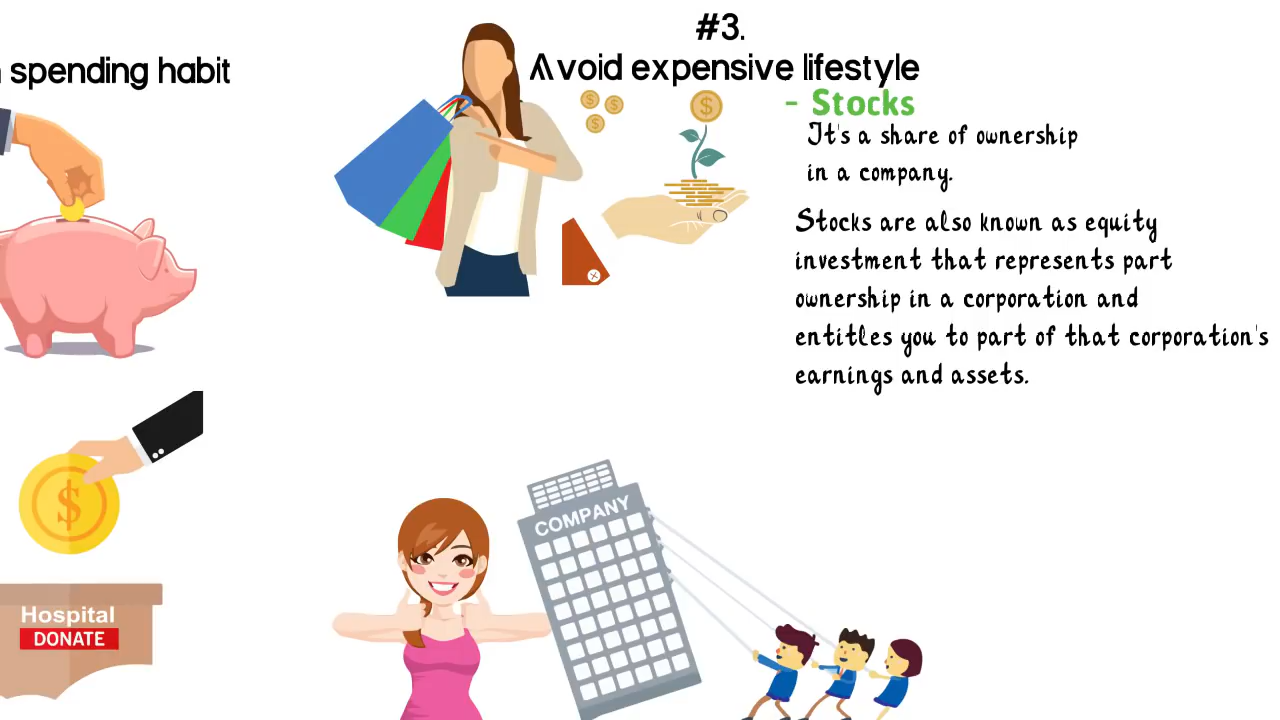 spending habit
#3.
Avoid expensive lifestyle
- Stocks
It's a share of ownership
in a company.
Stocks are also known as equity
investment that represents part
ownership in a corporation and
entitles you to part of that corporation's
earnings and assets.
COMPANY
Hospital
DONATE